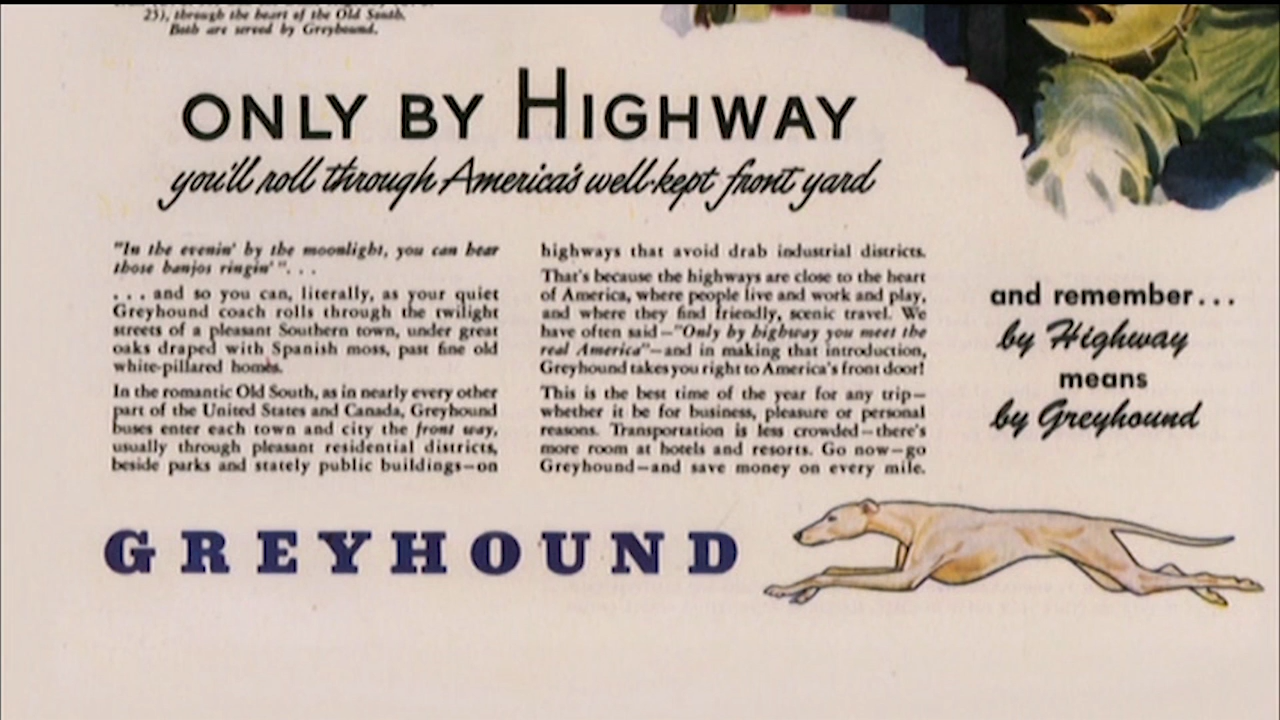 25), through the heart of the Old South.
Both are served by Greyhound.
ONLY BY HIGHWAY
you'll roll through America's well-kept front yard
"In the evenin' by the moonlight, you can hear
those banjos ringin' " . . .
. . . and so you can, literally, as your quiet
Greyhound coach rolls through the twilight
streets of a pleasant Southern town, under great
oaks draped with Spanish moss, past fine old
white-pillared homes.
In the romantic Old South, as in nearly every other
part of the United States and Canada, Greyhound
buses enter each town and city the front way,
usually through pleasant residential districts,
beside parks and stately public buildings—on
highways that avoid drab industrial districts.
That's because the highways are close to the heart
of America, where people live and work and play,
and where they find friendly, scenic travel. We
have often said—"Only by highway you meet the
real America"—and in making that introduction,
Greyhound takes you right to America's front door!
This is the best time of the year for any trip—
whether it be for business, pleasure or personal
reasons. Transportation is less crowded—there's
more room at hotels and resorts. Go now—go
Greyhound—and save money on every mile.
and remember . . .
by Highway
means
by Greyhound
GREYHOUND